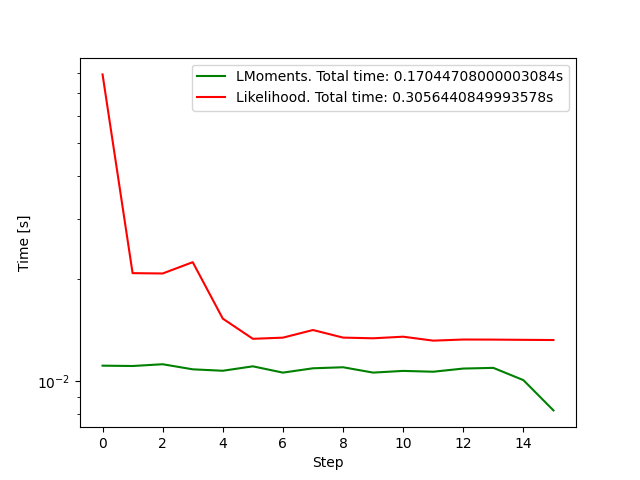 LMoments. Total time: 0.17044708000003084s
Likelihood. Total time: 0.3056440849993578s
Time [s]
10⁻²
0 2 4 6 8 10 12 14
Step